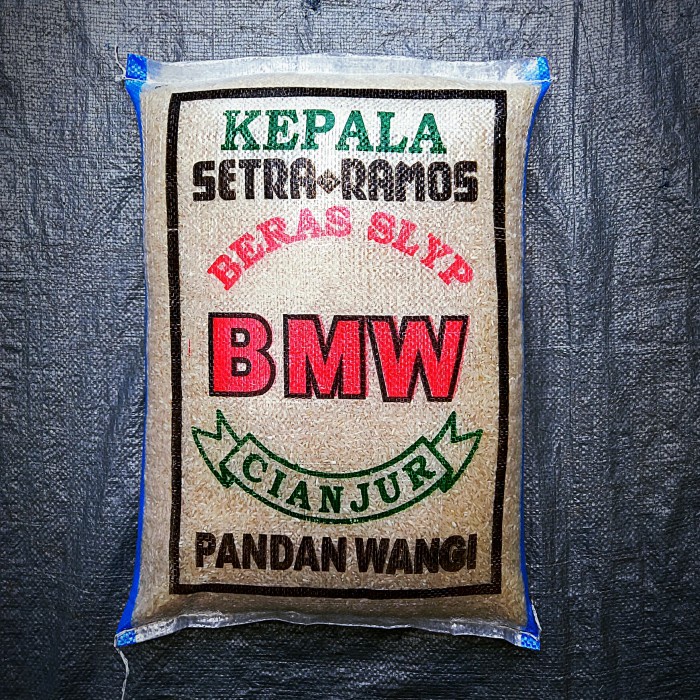 KEPALA
SETRA RAMOS
BERAS SLYP
BMW
CIANJUR
PANDAN WANGI